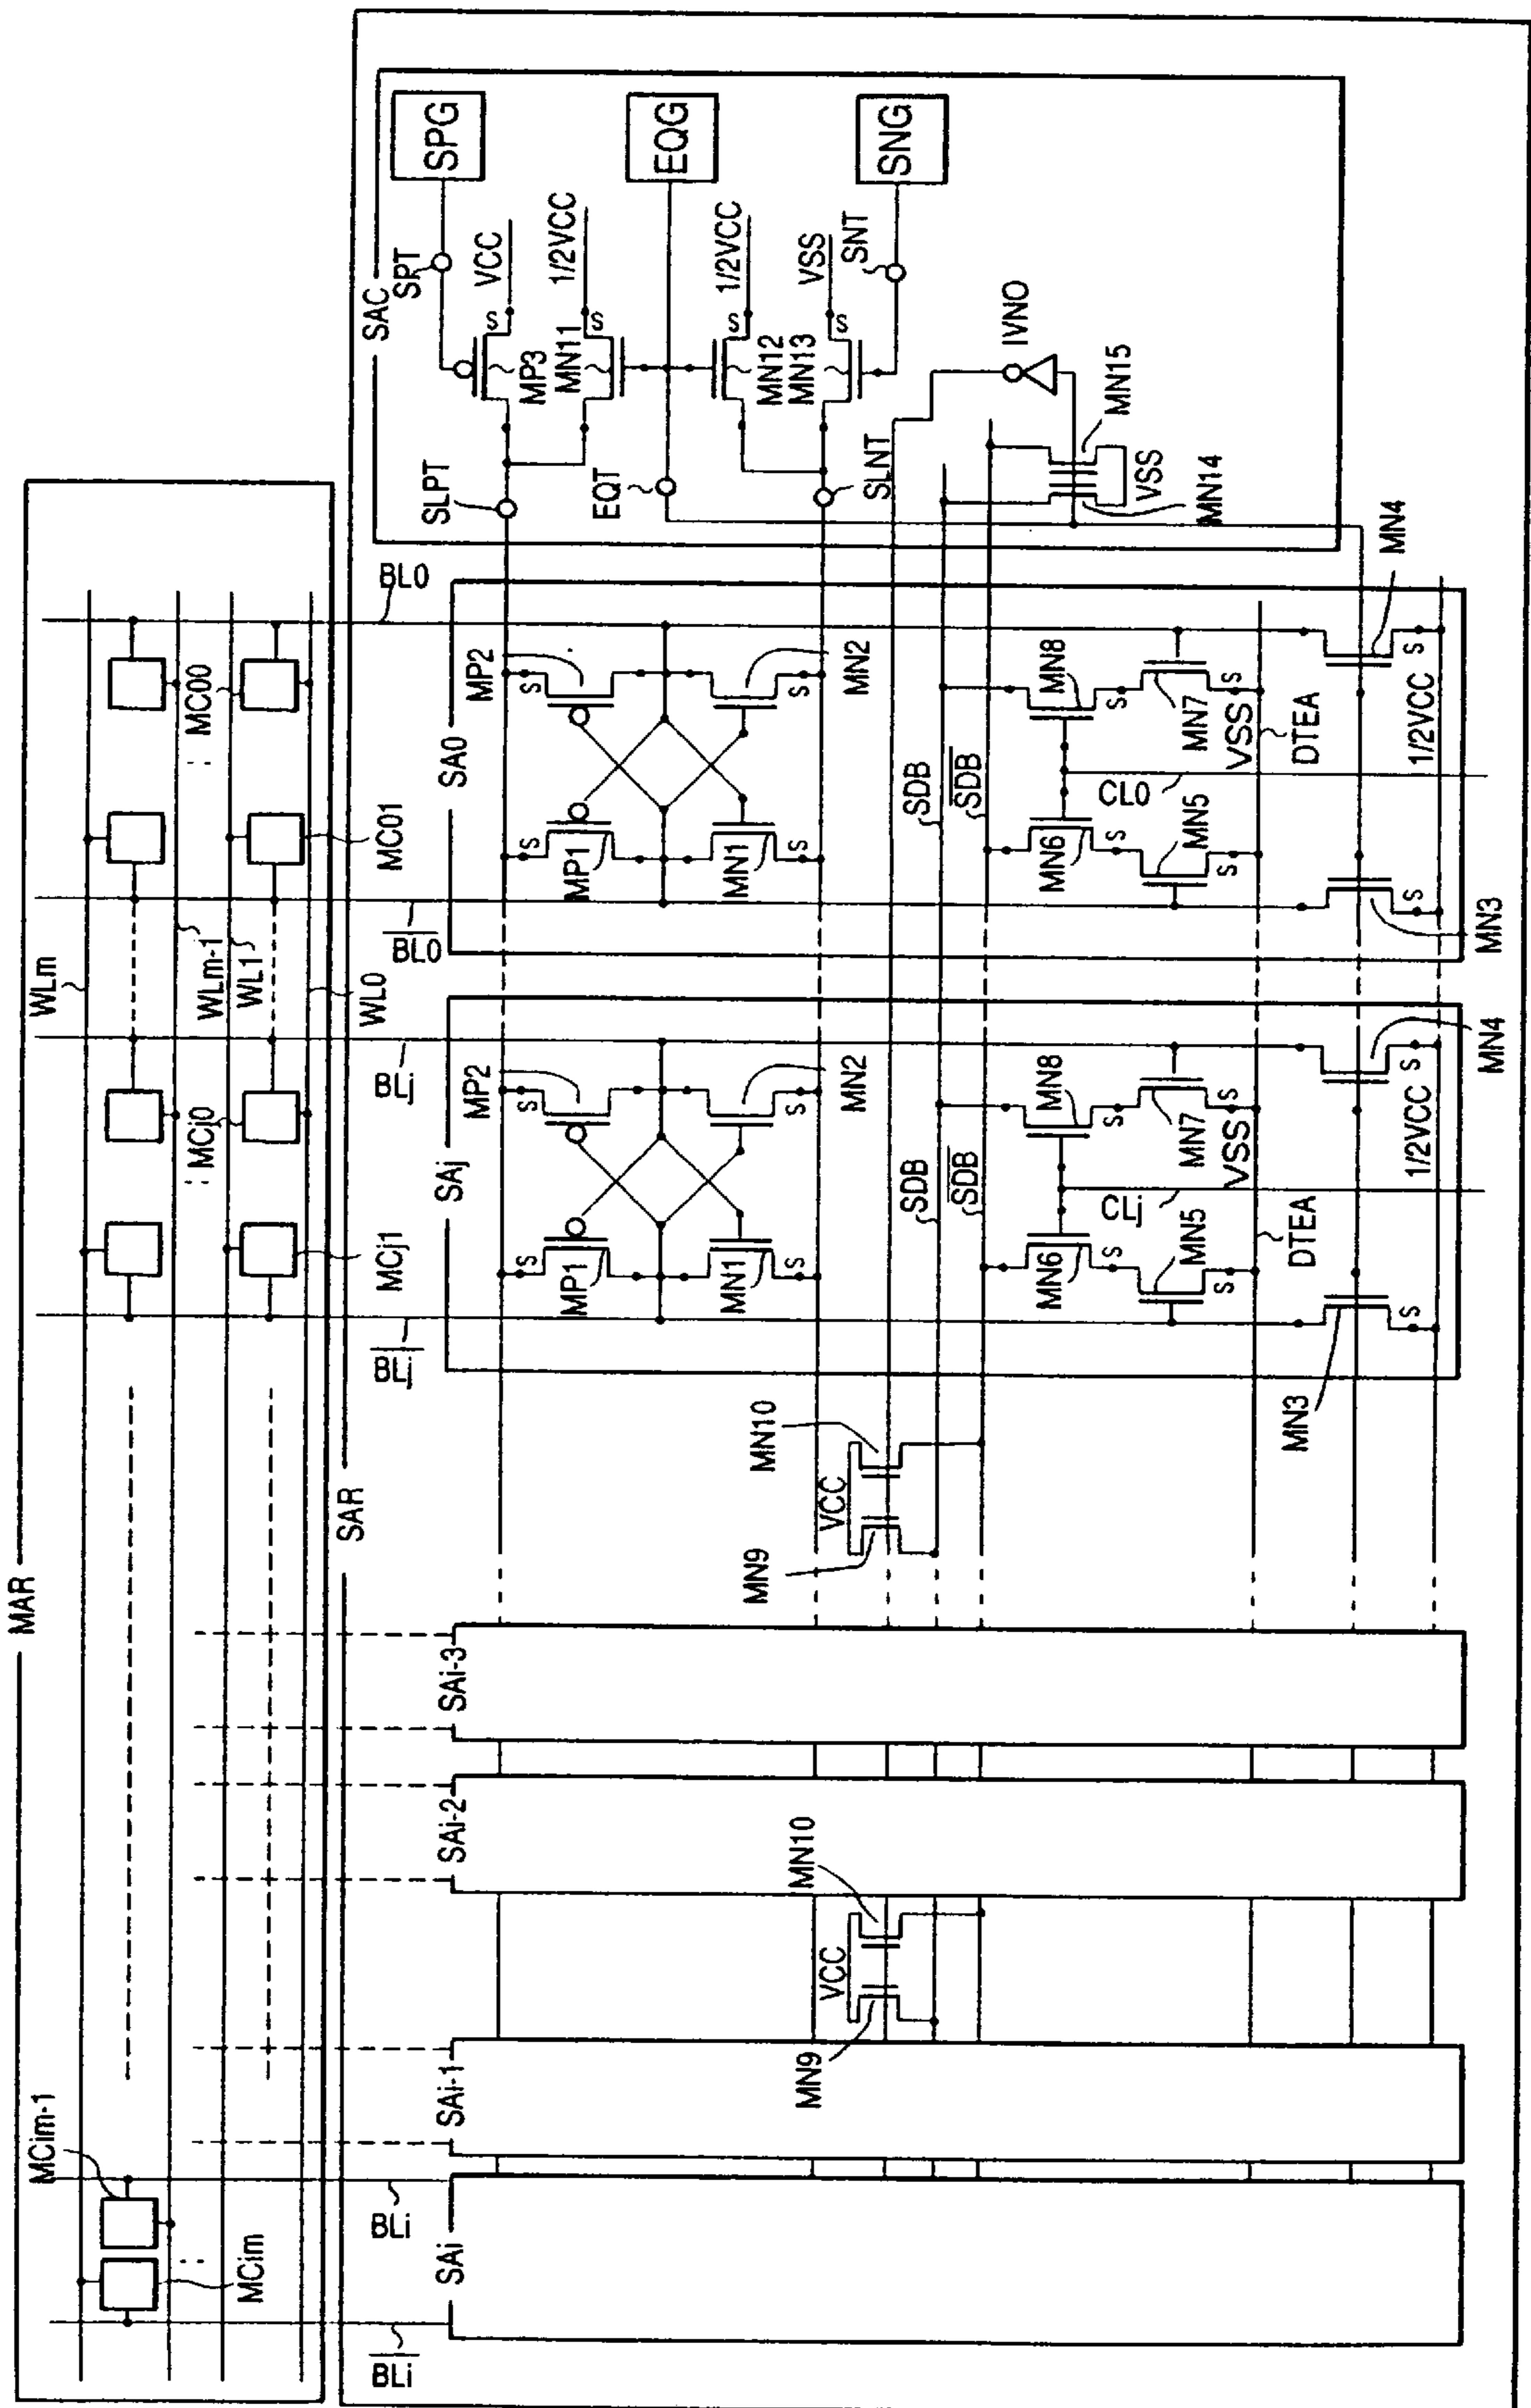 MAR
MCim-1
MCim
WLm
WLm-1
WL1
WL0
MCj0
MCj1
MC00
MC01
SAR
BLi
BLi
BLj
BLj
BL0
BL0
SAi
SAi-1
SAi-2
SAi-3
MN9
VCC
MN10
MN9
VCC
MN10
SAj
MP1
S
MP2
S
MN1
S
MN2
S
SDB
SDB
MN6
S
MN8
S
MN5
S
MN7
S
VSS
CLj
DTEA
MN3
S
MN4
S
1/2VCC
SA0
MP1
S
MP2
S
MN1
S
MN2
S
SDB
SDB
MN6
S
MN8
S
MN5
S
MN7
S
VSS
CL0
DTEA
MN3
S
MN4
S
1/2VCC
SAC
SPG
SPT
VCC
S
MP3
SLPT
1/2VCC
S
MN11
EQG
EQT
1/2VCC
S
MN12
VSS
S
MN13
SNG
SNT
SLNT
IVNO
MN15
VSS
MN14